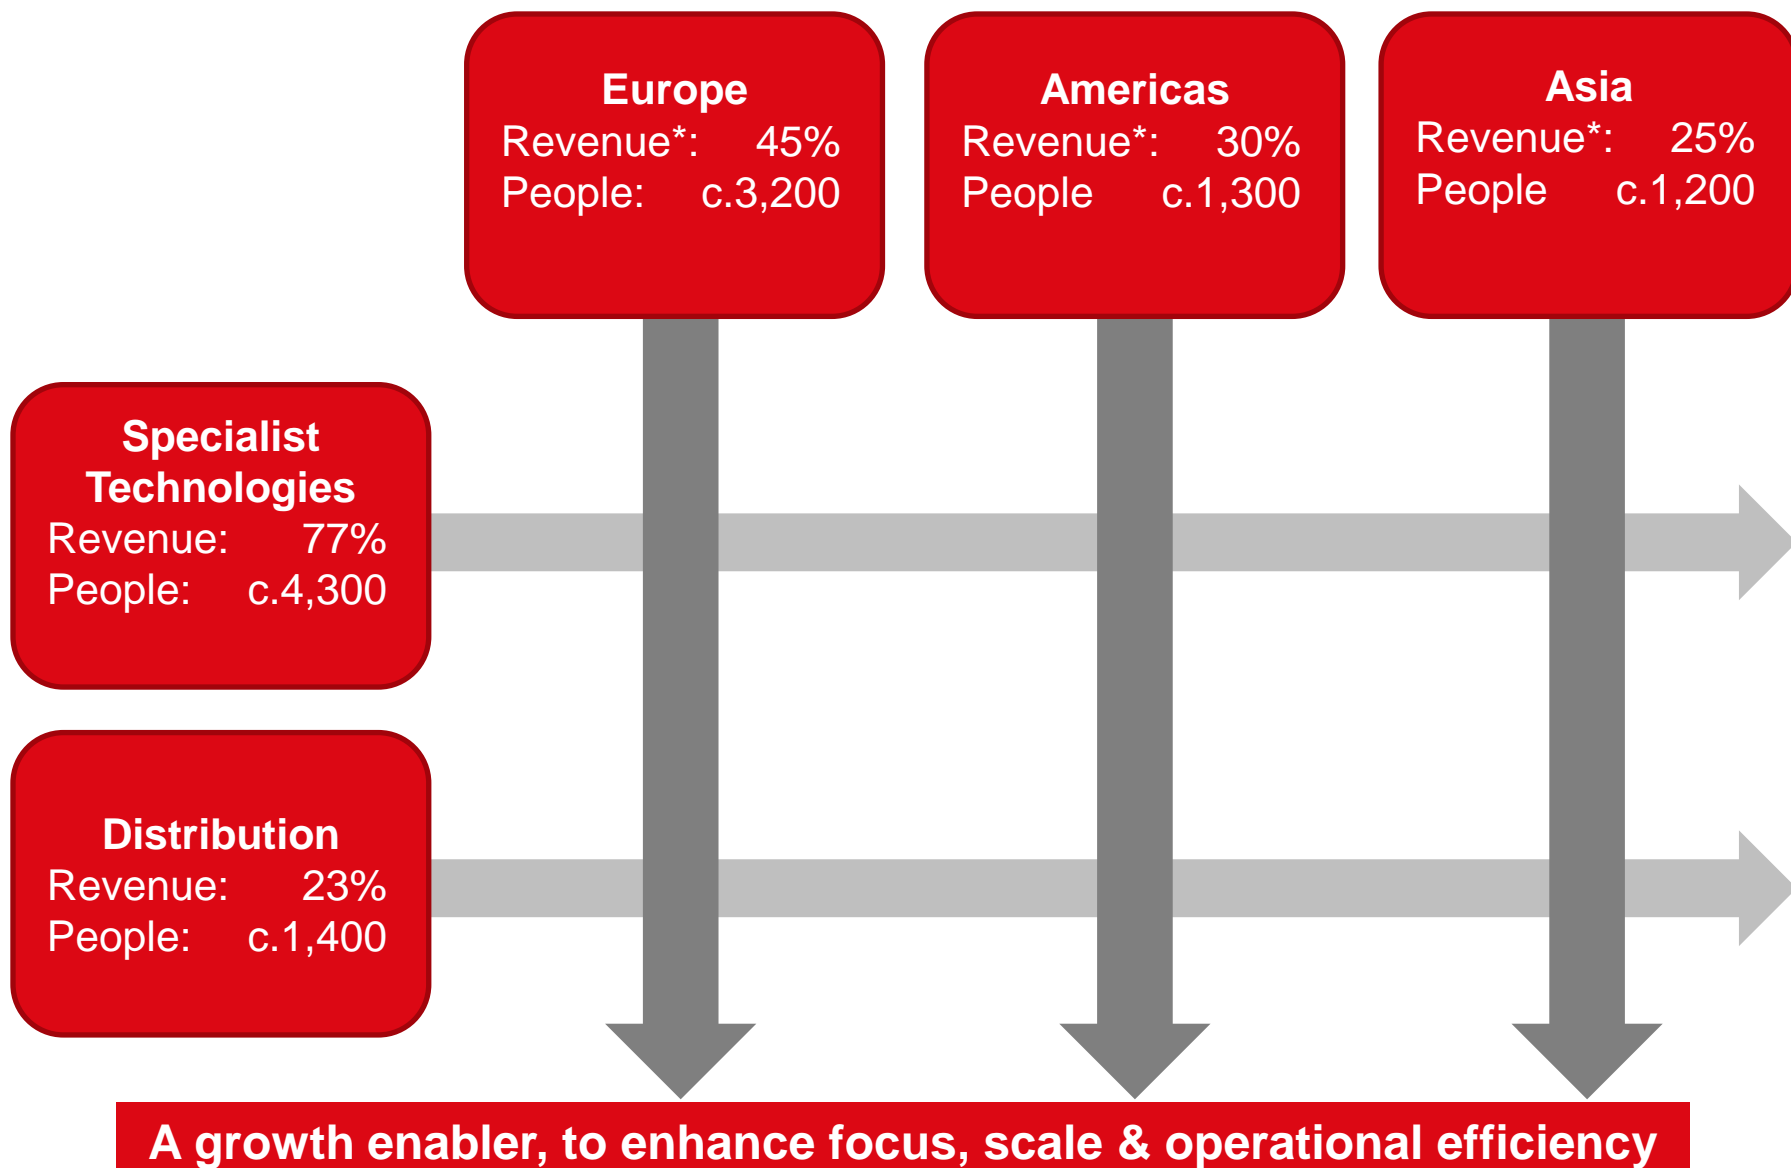 Europe
Revenue*: 45%
People: c.3,200
Americas
Revenue*: 30%
People c.1,300
Asia
Revenue*: 25%
People c.1,200
Specialist
Technologies
Revenue: 77%
People: c.4,300
Distribution
Revenue: 23%
People: c.1,400
A growth enabler, to enhance focus, scale & operational efficiency